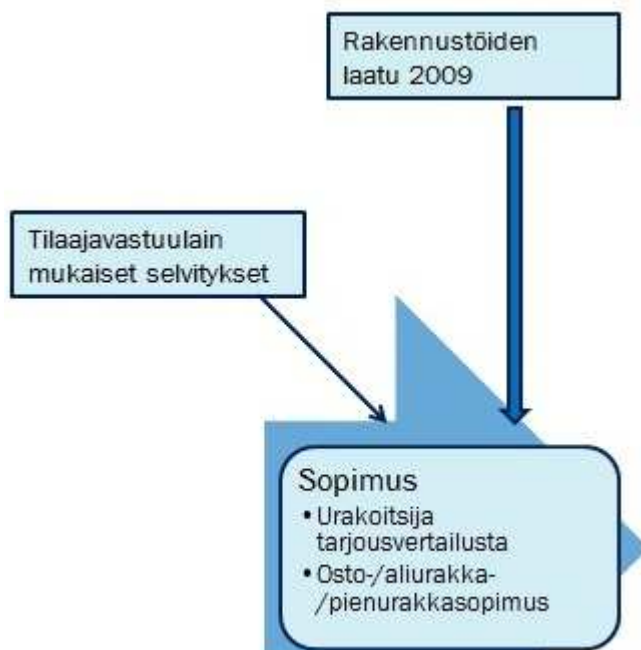 Rakennustöiden
laatu 2009
Tilaajavastuulain
mukaiset selvitykset
Sopimus
• Urakoitsija
tarjousvertailusta
• Osto-/aliurakka-
/pienurakkasopimus